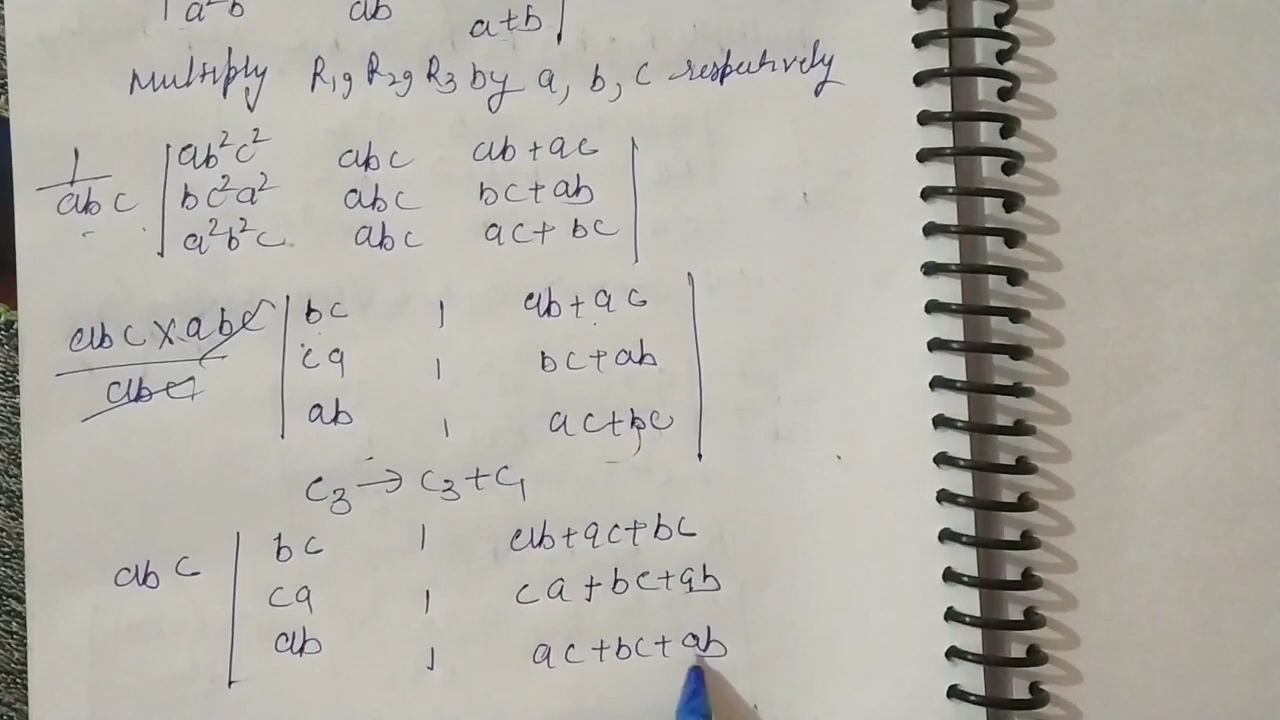 a²b ab a+b
Multiply R₁, R₂, R₃ by a, b, c respectively
1/abc | ab²c² abc ab+ac |
| bc²a² abc bc+ab |
| a²b²c abc ac+bc |
abc×abc/abc | bc 1 ab+ac |
| ca 1 bc+ab |
| ab 1 ac+bc |
C₃→C₃+C₁
abc | bc 1 ab+ac+bc
| ca 1 ca+bc+ab
| ab 1 ac+bc+ab